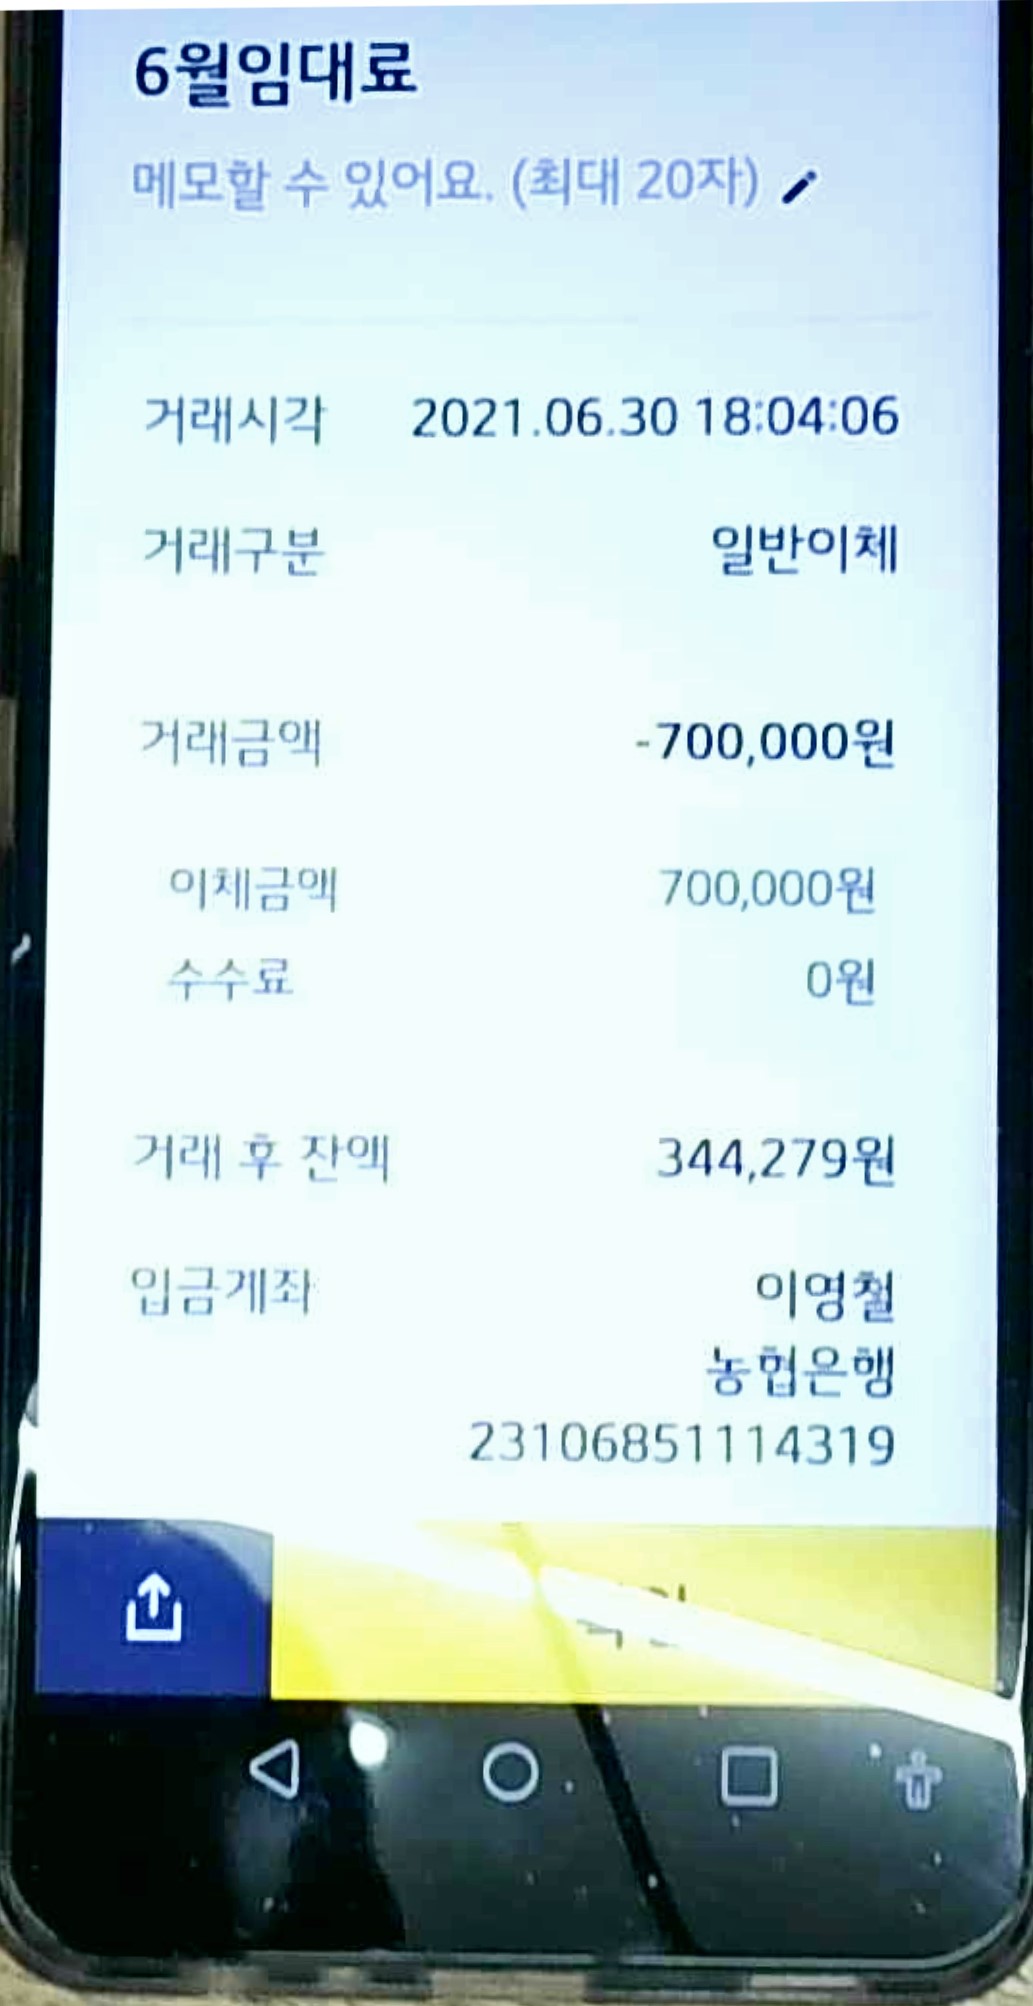 6월임대료
메모할 수 있어요. (최대 20자)
거래시각 2021.06.30 18:04:06
거래구분 일반이체
거래금액 -700,000원
이체금액 700,000원
수수료 0원
거래 후 잔액 344,279원
입금계좌 이영철
농협은행
23106851114319